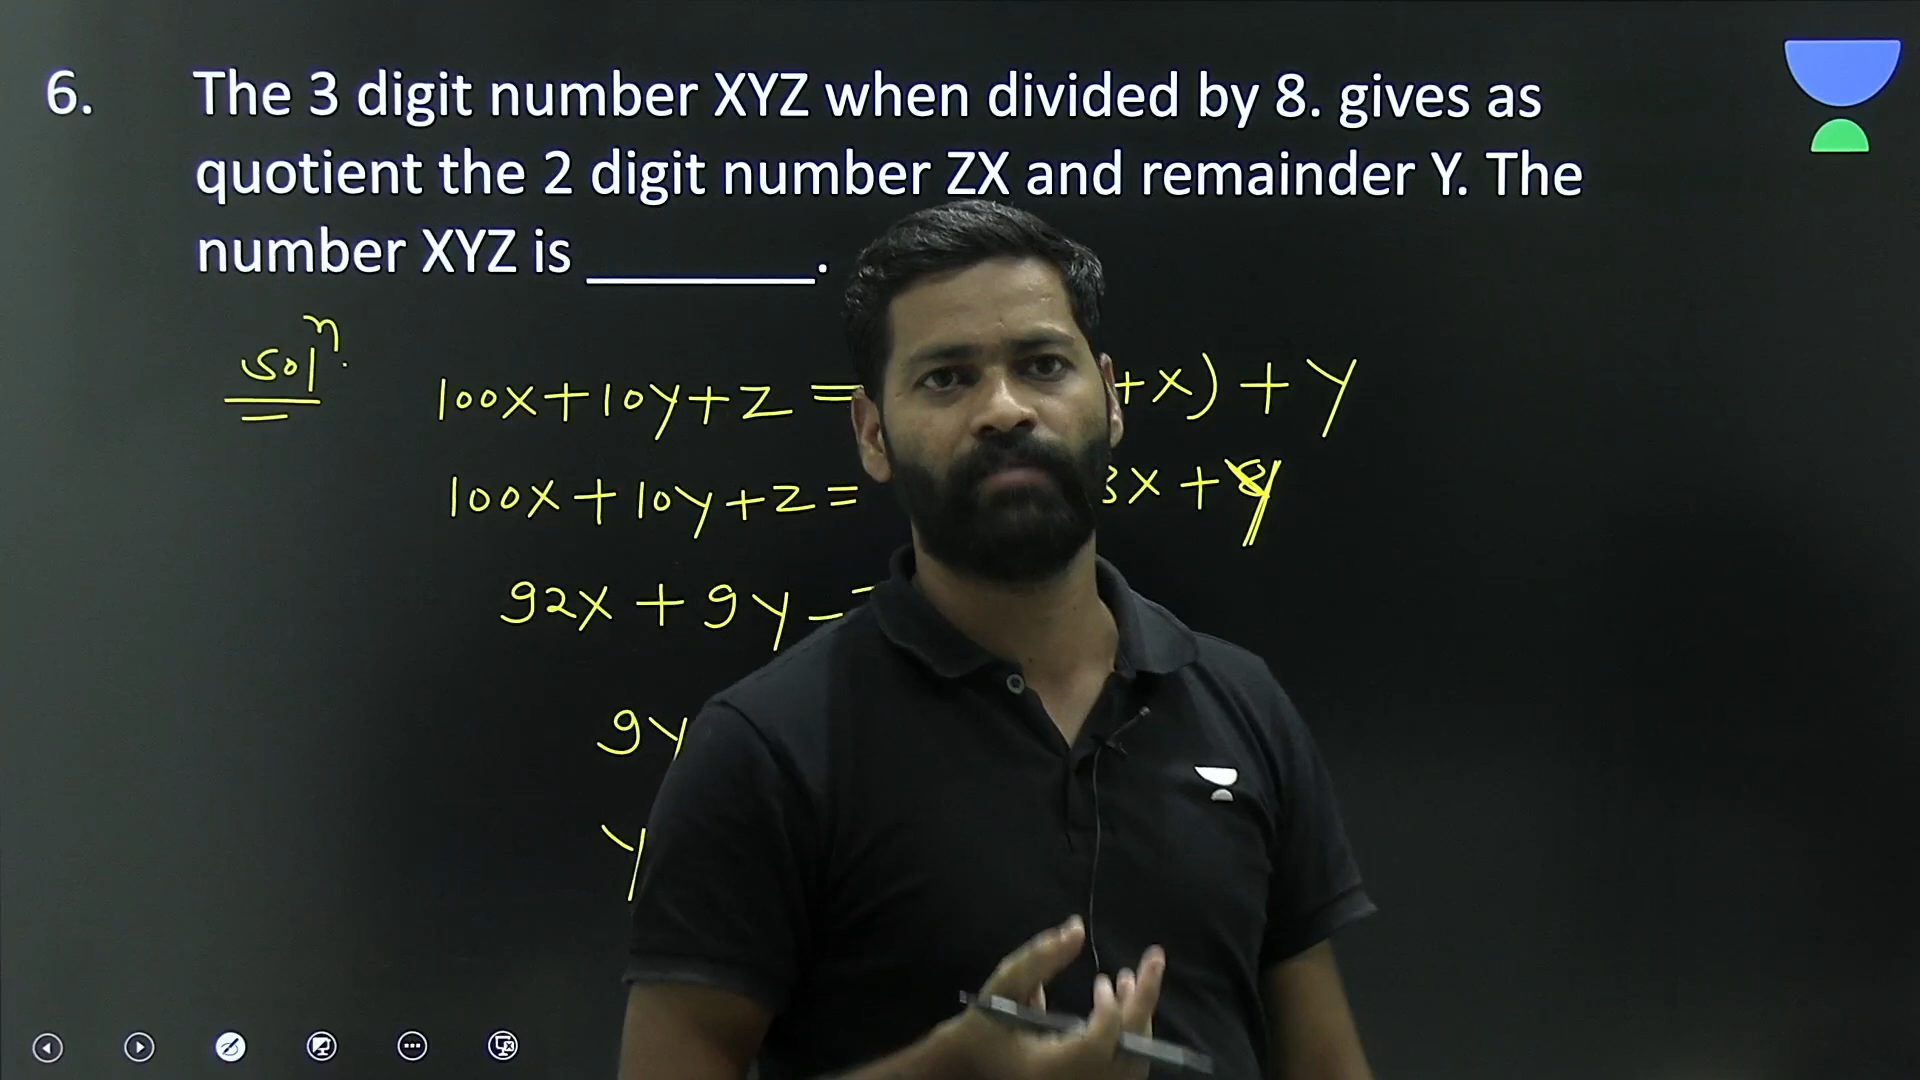 6. The 3 digit number XYZ when divided by 8. gives as
quotient the 2 digit number ZX and remainder Y. The
number XYZ is ________.
Solⁿ.
100x+10y+z = +x) + y
100x+10y+z= 8x + y
92x + 9y -
9y
y